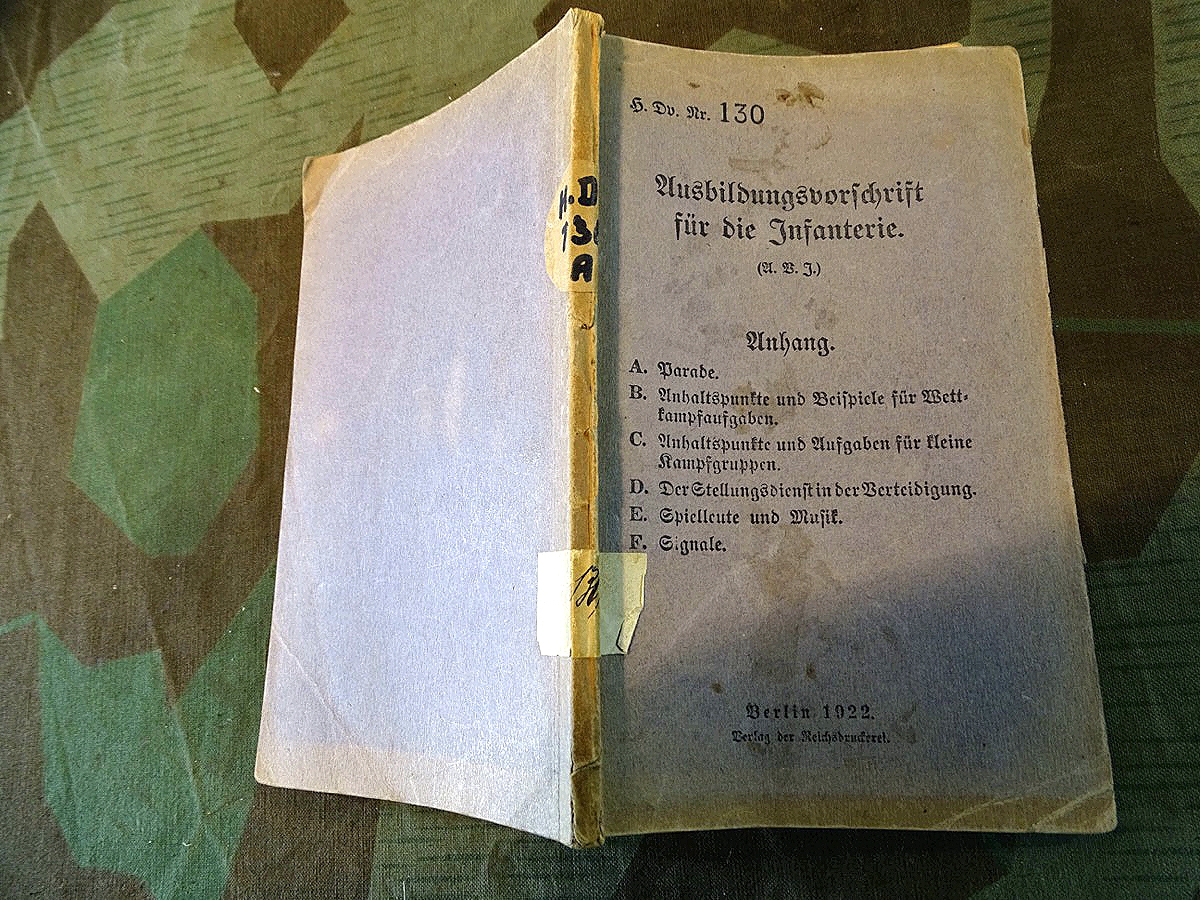 H. D
13
A
H. Dv. Nr. 130
Ausbildungsvorschrift
für die Infanterie.
(A. V. I.)
Anhang.
A. Parade.
B. Anhaltspunkte und Beispiele für Wett-
kampfaufgaben.
C. Anhaltspunkte und Aufgaben für kleine
Kampfgruppen.
D. Der Stellungsdienst in der Verteidigung.
E. Spielleute und Musik.
F. Signale.
Berlin 1922.
Verlag der Reichsdruckerei.